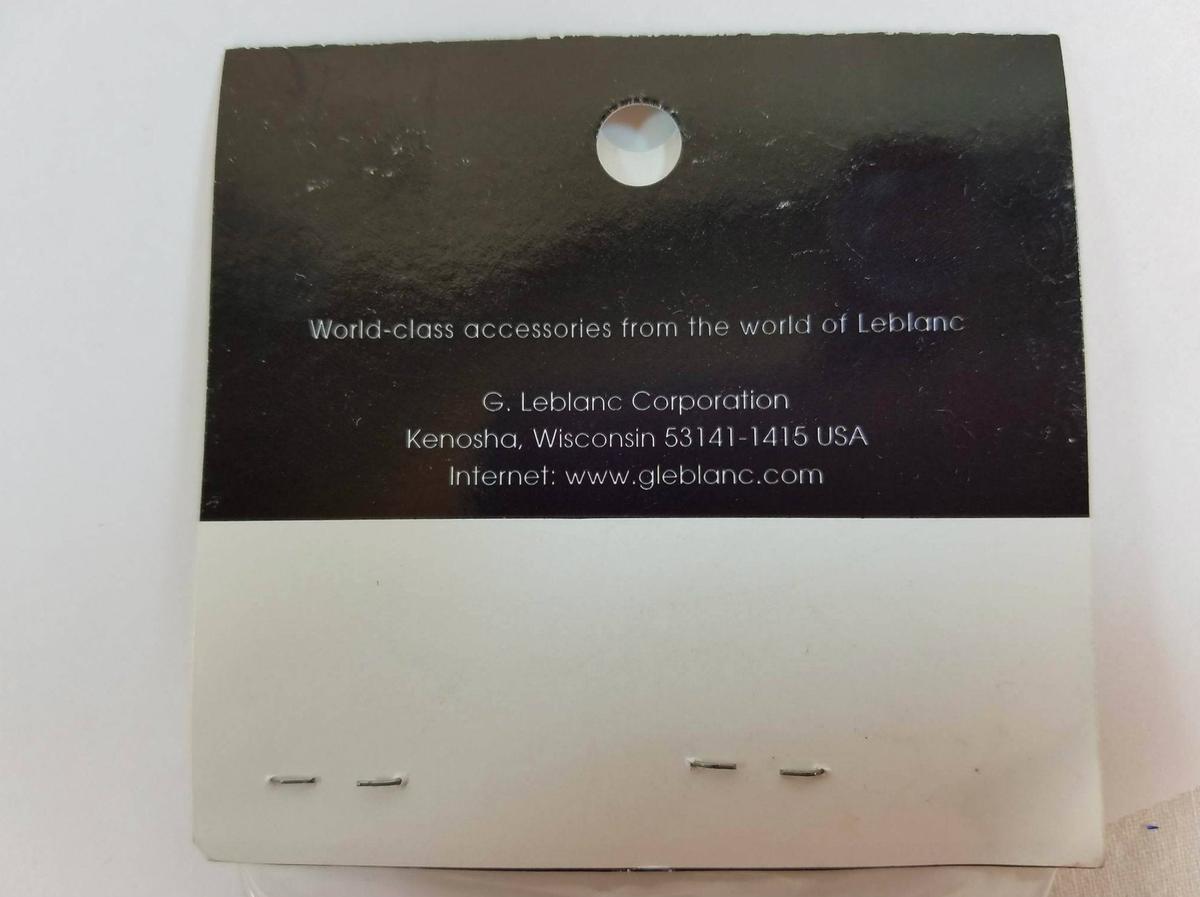 World-class accessories from the world of Leblanc
G. Leblanc Corporation
Kenosha, Wisconsin 53141-1415 USA
Internet: www.gleblanc.com